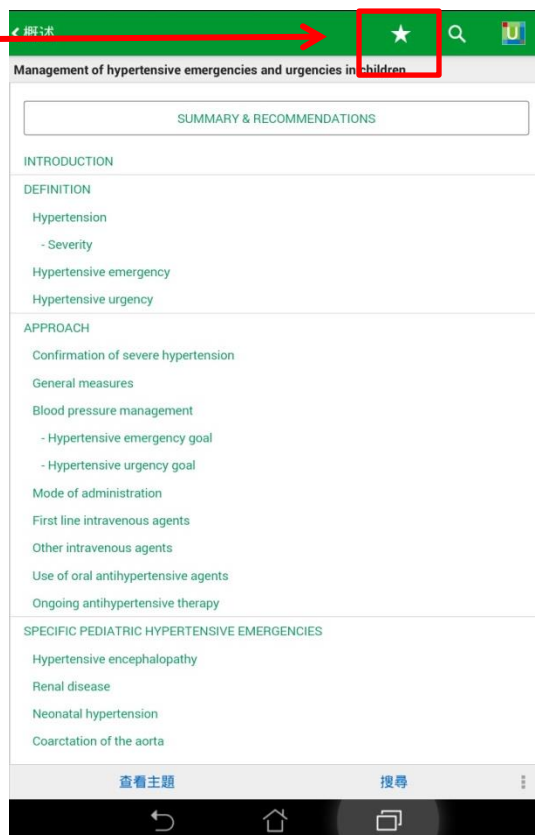 概述
Management of hypertensive emergencies and urgencies in children
SUMMARY & RECOMMENDATIONS
INTRODUCTION
DEFINITION
Hypertension
- Severity
Hypertensive emergency
Hypertensive urgency
APPROACH
Confirmation of severe hypertension
General measures
Blood pressure management
- Hypertensive emergency goal
- Hypertensive urgency goal
Mode of administration
First line intravenous agents
Other intravenous agents
Use of oral antihypertensive agents
Ongoing antihypertensive therapy
SPECIFIC PEDIATRIC HYPERTENSIVE EMERGENCIES
Hypertensive encephalopathy
Renal disease
Neonatal hypertension
Coarctation of the aorta
查看主題 搜尋